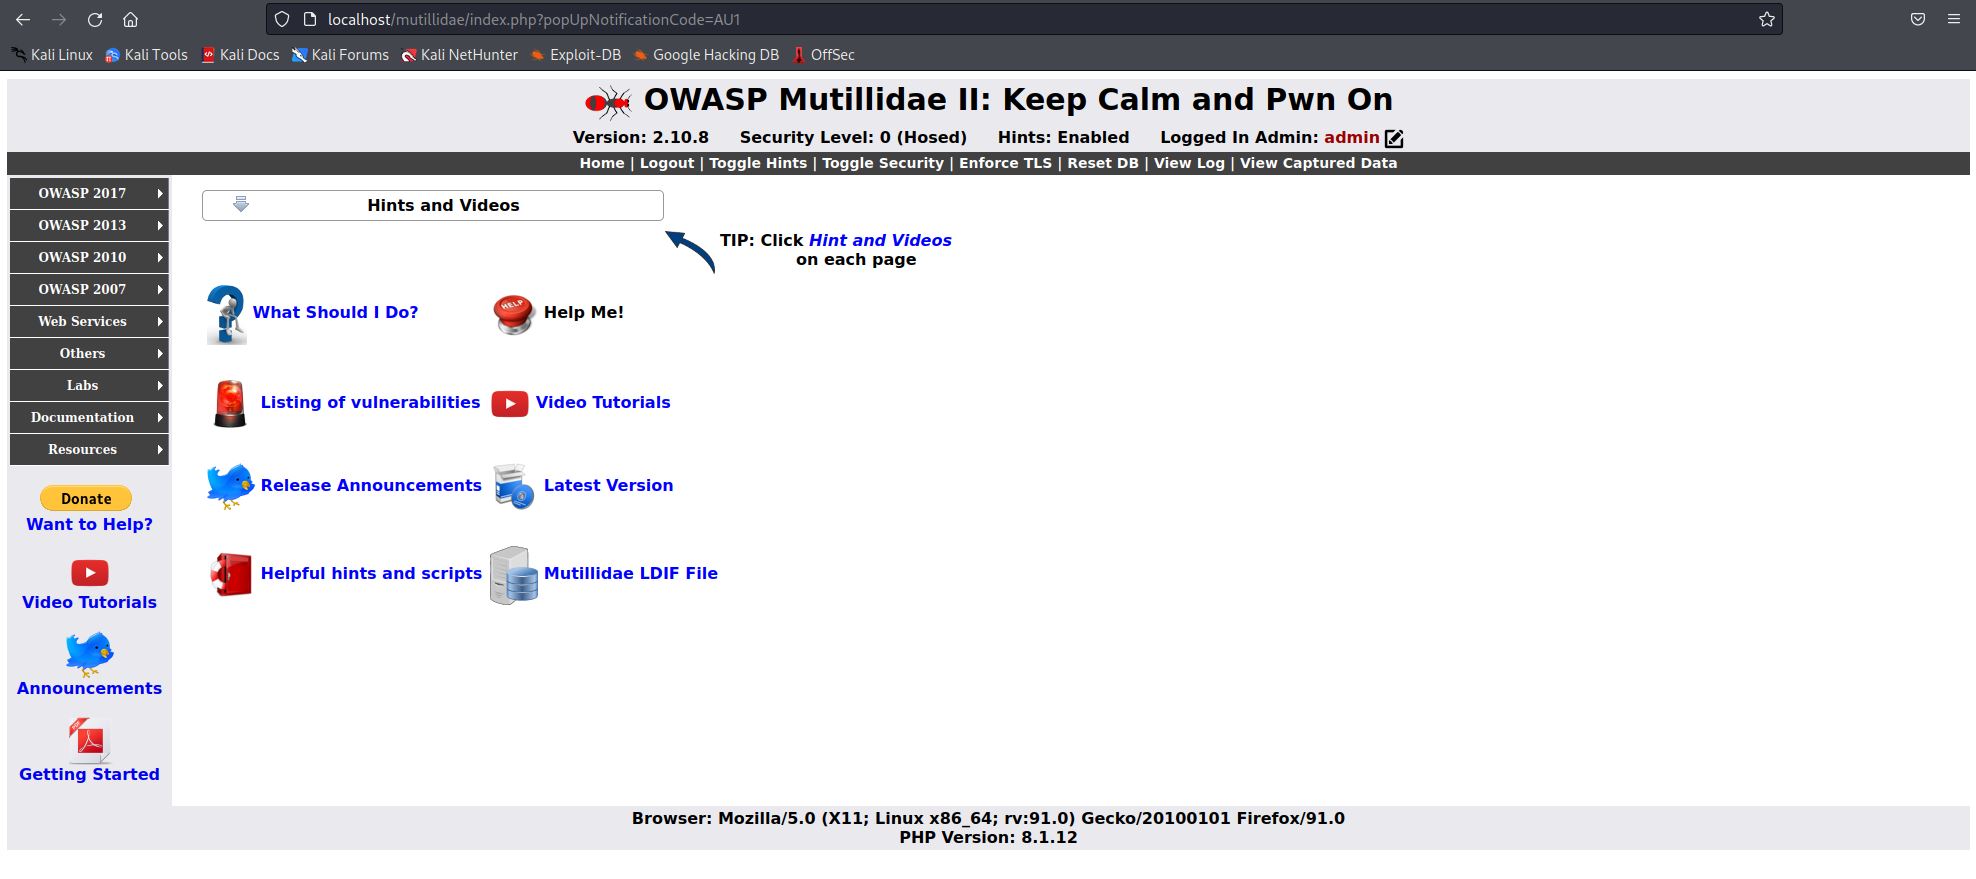 localhost/mutillidae/index.php?popUpNotificationCode=AU1
Kali Linux Kali Tools Kali Docs Kali Forums Kali NetHunter Exploit-DB Google Hacking DB OffSec
OWASP Mutillidae II: Keep Calm and Pwn On
Version: 2.10.8 Security Level: 0 (Hosed) Hints: Enabled Logged In Admin: admin
Home | Logout | Toggle Hints | Toggle Security | Enforce TLS | Reset DB | View Log | View Captured Data
OWASP 2017
OWASP 2013
OWASP 2010
OWASP 2007
Web Services
Others
Labs
Documentation
Resources
Donate
Want to Help?
Video Tutorials
Announcements
PDF
Getting Started
Hints and Videos
TIP: Click Hint and Videos
on each page
What Should I Do?
HELP
Help Me!
Listing of vulnerabilities
Video Tutorials
Release Announcements
Latest Version
Helpful hints and scripts
Mutillidae LDIF File
Browser: Mozilla/5.0 (X11; Linux x86_64; rv:91.0) Gecko/20100101 Firefox/91.0
PHP Version: 8.1.12